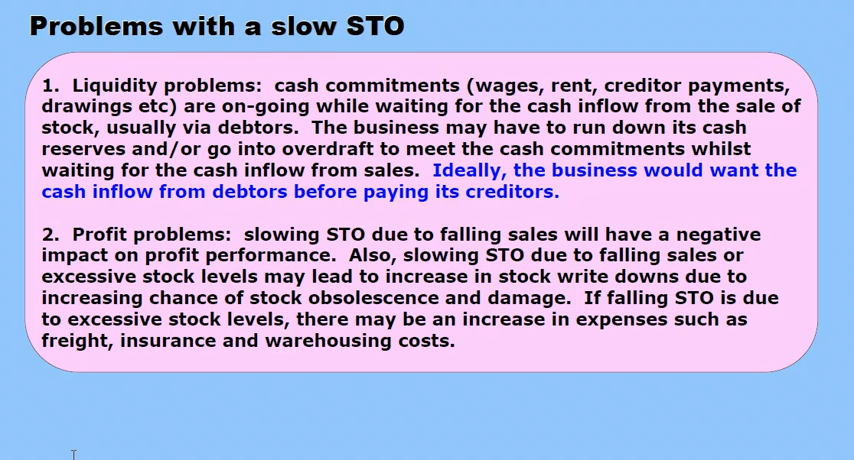 Problems with a slow STO
1. Liquidity problems: cash commitments (wages, rent, creditor payments,
drawings etc) are on-going while waiting for the cash inflow from the sale of
stock, usually via debtors. The business may have to run down its cash
reserves and/or go into overdraft to meet the cash commitments whilst
waiting for the cash inflow from sales. Ideally, the business would want the
cash inflow from debtors before paying its creditors.
2. Profit problems: slowing STO due to falling sales will have a negative
impact on profit performance. Also, slowing STO due to falling sales or
excessive stock levels may lead to increase in stock write downs due to
increasing chance of stock obsolescence and damage. If falling STO is due
to excessive stock levels, there may be an increase in expenses such as
freight, insurance and warehousing costs.